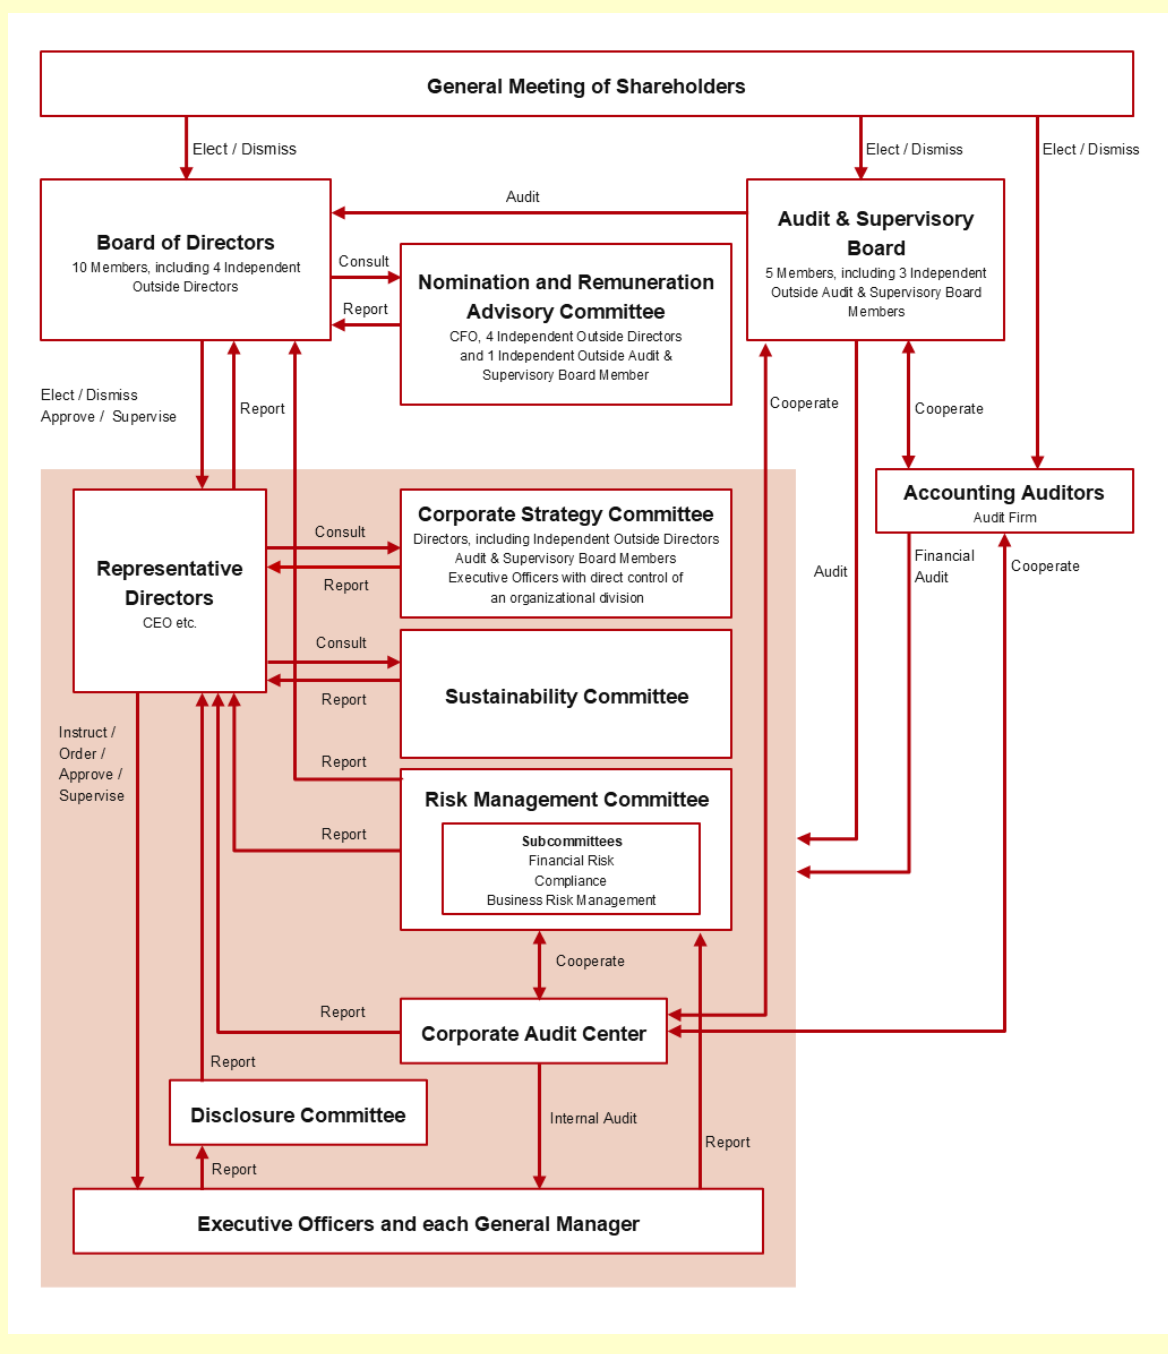 General Meeting of Shareholders
Elect / Dismiss
Elect / Dismiss
Elect / Dismiss
Board of Directors
10 Members, including 4 Independent
Outside Directors
Audit
Audit & Supervisory
Board
5 Members, including 3 Independent
Outside Audit & Supervisory Board
Members
Consult
Report
Nomination and Remuneration
Advisory Committee
CFO, 4 Independent Outside Directors
and 1 Independent Outside Audit &
Supervisory Board Member
Elect / Dismiss
Approve / Supervise
Report
Cooperate
Cooperate
Accounting Auditors
Audit Firm
Representative
Directors
CEO etc.
Consult
Report
Corporate Strategy Committee
Directors, including Independent Outside Directors
Audit & Supervisory Board Members
Executive Officers with direct control of
an organizational division
Audit
Financial
Audit
Cooperate
Consult
Report
Sustainability Committee
Instruct /
Order /
Approve /
Supervise
Report
Report
Risk Management Committee
Subcommittees
Financial Risk
Compliance
Business Risk Management
Cooperate
Report
Corporate Audit Center
Report
Disclosure Committee
Internal Audit
Report
Report
Executive Officers and each General Manager